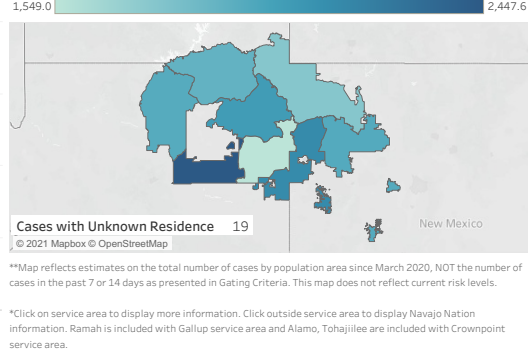 1,549.0 2,447.6
Cases with Unknown Residence 19
© 2021 Mapbox © OpenStreetMap
New Mexico
**Map reflects estimates on the total number of cases by population area since March 2020, NOT the number of
cases in the past 7 or 14 days as presented in Gating Criteria. This map does not reflect current risk levels.
*Click on service area to display more information. Click outside service area to display Navajo Nation
information. Ramah is included with Gallup service area and Alamo, Tohajiilee are included with Crownpoint
service area.